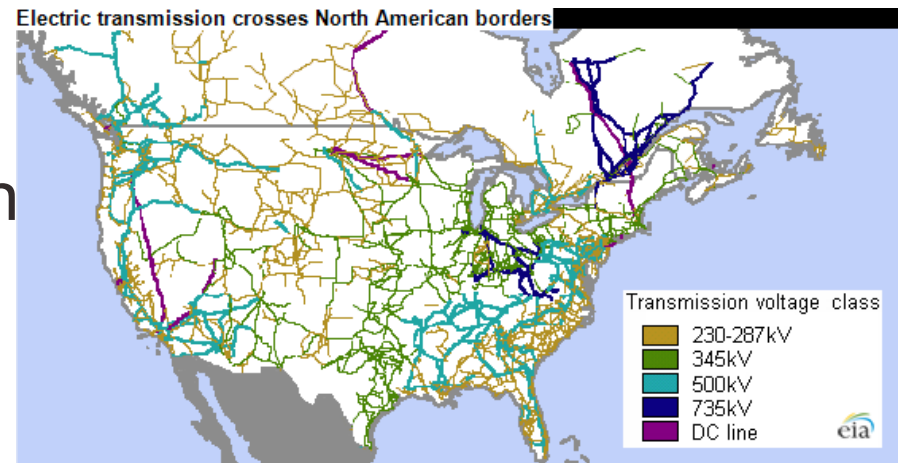 Electric transmission crosses North American borders
n
Transmission voltage class
230-287kV
345kV
500kV
735kV
DC line
eia